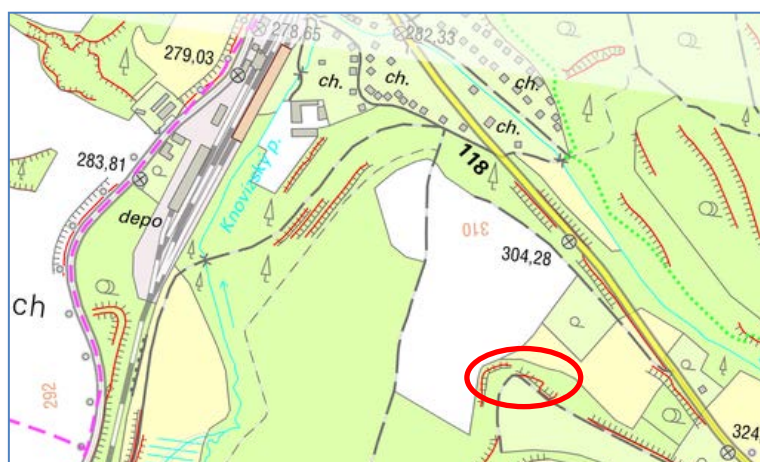 278,65
282,33
279,03
ch.
ch.
ch.
ch.
283,81
118
Knovízský p.
depo
310
304,28
ch
292
324,